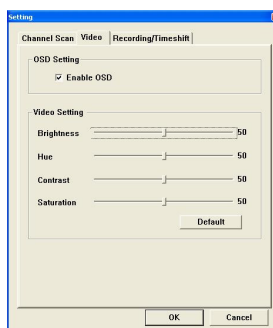 Setting
Channel Scan Video Recording/Timeshift
OSD Setting
Enable OSD
Video Setting
Brightness 50
Hue 50
Contrast 50
Saturation 50
Default
OK Cancel